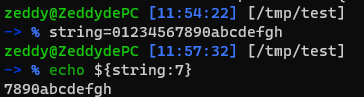 zeddy@ZeddydePC [11:54:22] [/tmp/test]
-> % string=01234567890abcdefgh
zeddy@ZeddydePC [11:57:32] [/tmp/test]
-> % echo ${string:7}
7890abcdefgh